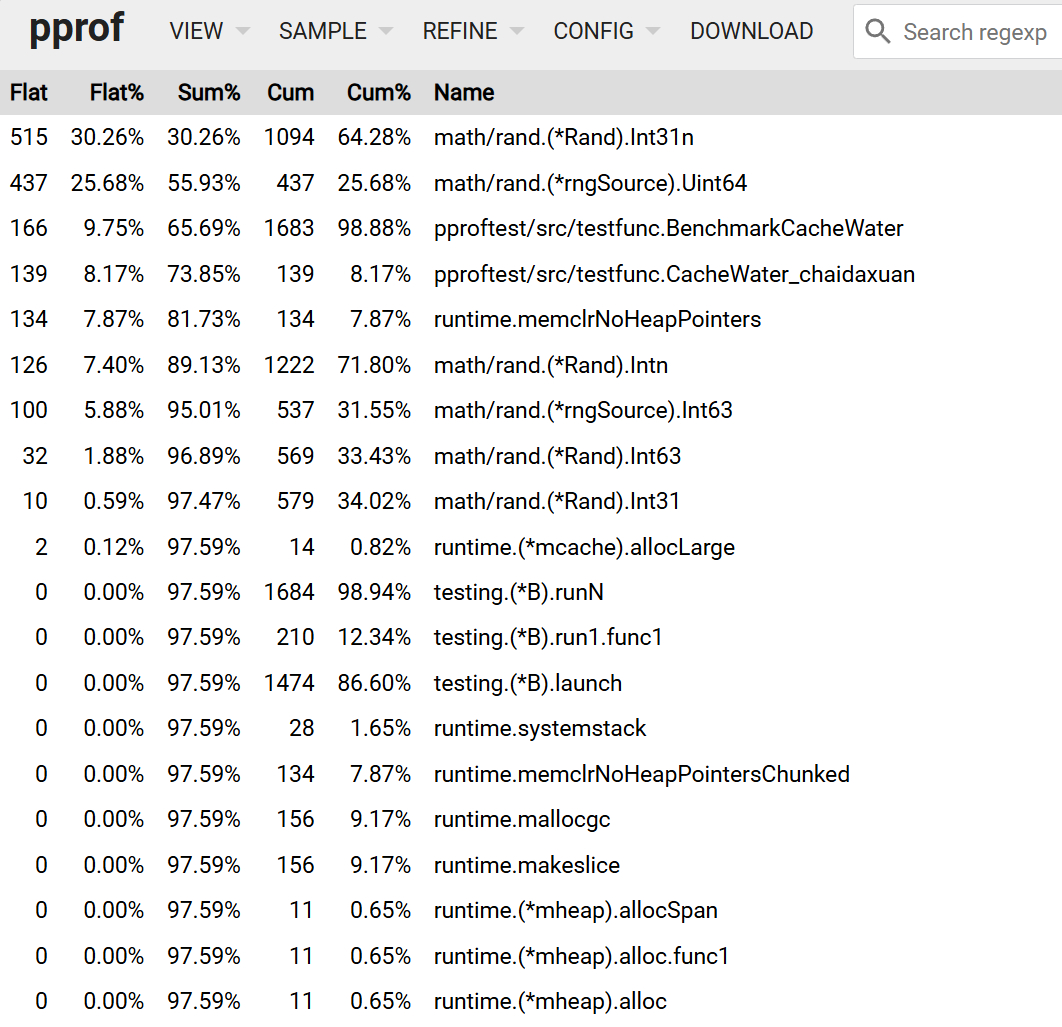 pprof VIEW SAMPLE REFINE CONFIG DOWNLOAD Search regexp
Flat Flat% Sum% Cum Cum% Name
515 30.26% 30.26% 1094 64.28% math/rand.(*Rand).Int31n
437 25.68% 55.93% 437 25.68% math/rand.(*rngSource).Uint64
166 9.75% 65.69% 1683 98.88% pproftest/src/testfunc.BenchmarkCacheWater
139 8.17% 73.85% 139 8.17% pproftest/src/testfunc.CacheWater_chaidaxuan
134 7.87% 81.73% 134 7.87% runtime.memclrNoHeapPointers
126 7.40% 89.13% 1222 71.80% math/rand.(*Rand).Intn
100 5.88% 95.01% 537 31.55% math/rand.(*rngSource).Int63
32 1.88% 96.89% 569 33.43% math/rand.(*Rand).Int63
10 0.59% 97.47% 579 34.02% math/rand.(*Rand).Int31
2 0.12% 97.59% 14 0.82% runtime.(*mcache).allocLarge
0 0.00% 97.59% 1684 98.94% testing.(*B).runN
0 0.00% 97.59% 210 12.34% testing.(*B).run1.func1
0 0.00% 97.59% 1474 86.60% testing.(*B).launch
0 0.00% 97.59% 28 1.65% runtime.systemstack
0 0.00% 97.59% 134 7.87% runtime.memclrNoHeapPointersChunked
0 0.00% 97.59% 156 9.17% runtime.mallocgc
0 0.00% 97.59% 156 9.17% runtime.makeslice
0 0.00% 97.59% 11 0.65% runtime.(*mheap).allocSpan
0 0.00% 97.59% 11 0.65% runtime.(*mheap).alloc.func1
0 0.00% 97.59% 11 0.65% runtime.(*mheap).alloc